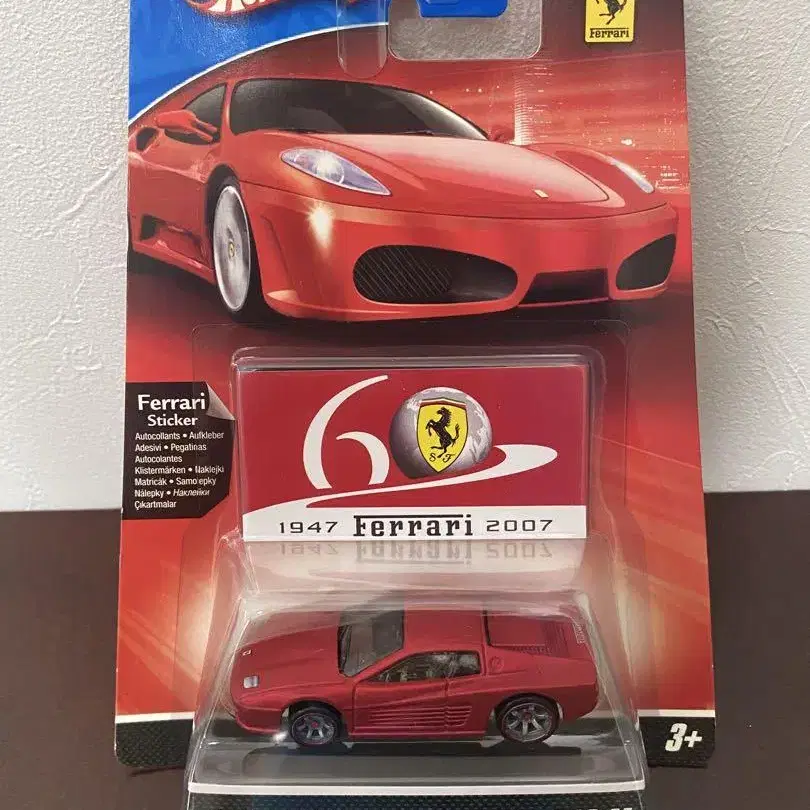 Ferrari
Ferrari
Sticker
Autocollants • Aufkleber
Adesivi • Pegatinas
Autocolantes
Klistermärken • Naklejki
Matricák • Samolepky
Nálepky • Наклейки
Çıkartmalar
60
S F
1947 Ferrari 2007
3+